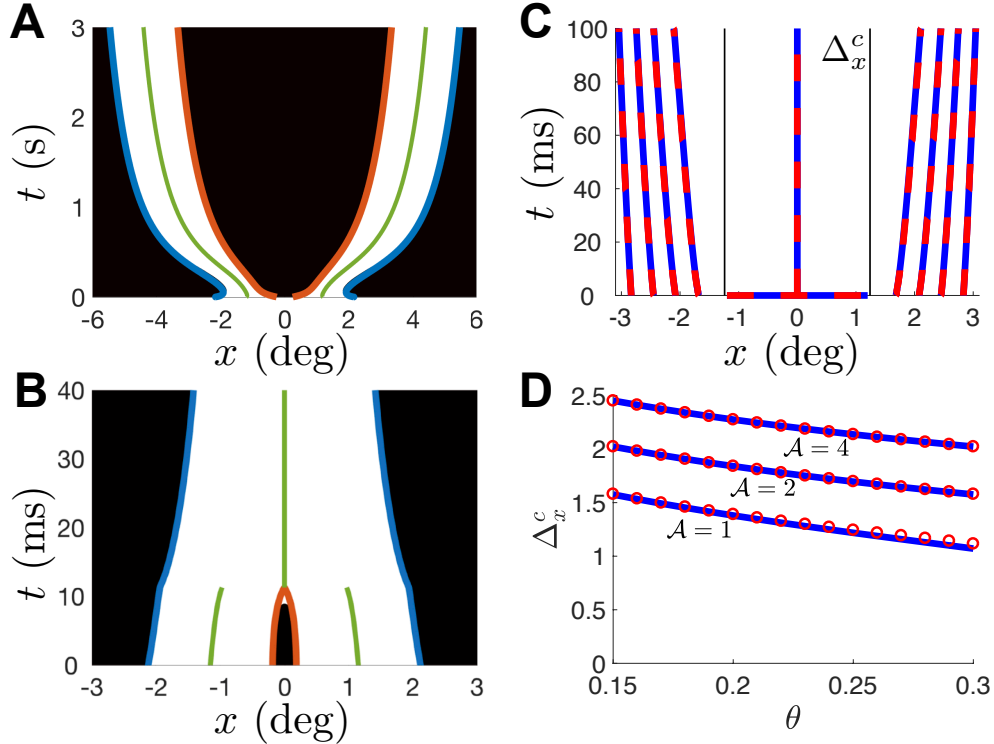 A
3
2
1
0
t (s)
-6 -4 -2 0 2 4 6
x (deg)
B
40
30
20
10
0
t (ms)
-3 -2 -1 0 1 2 3
x (deg)
C
100
80
60
40
20
0
t (ms)
Δ_x^c
-3 -2 -1 0 1 2 3
x (deg)
D
2.5
2
1.5
1
0.5
0
Δ_x^c
𝒜 = 4
𝒜 = 2
𝒜 = 1
0.15 0.2 0.25 0.3
θ